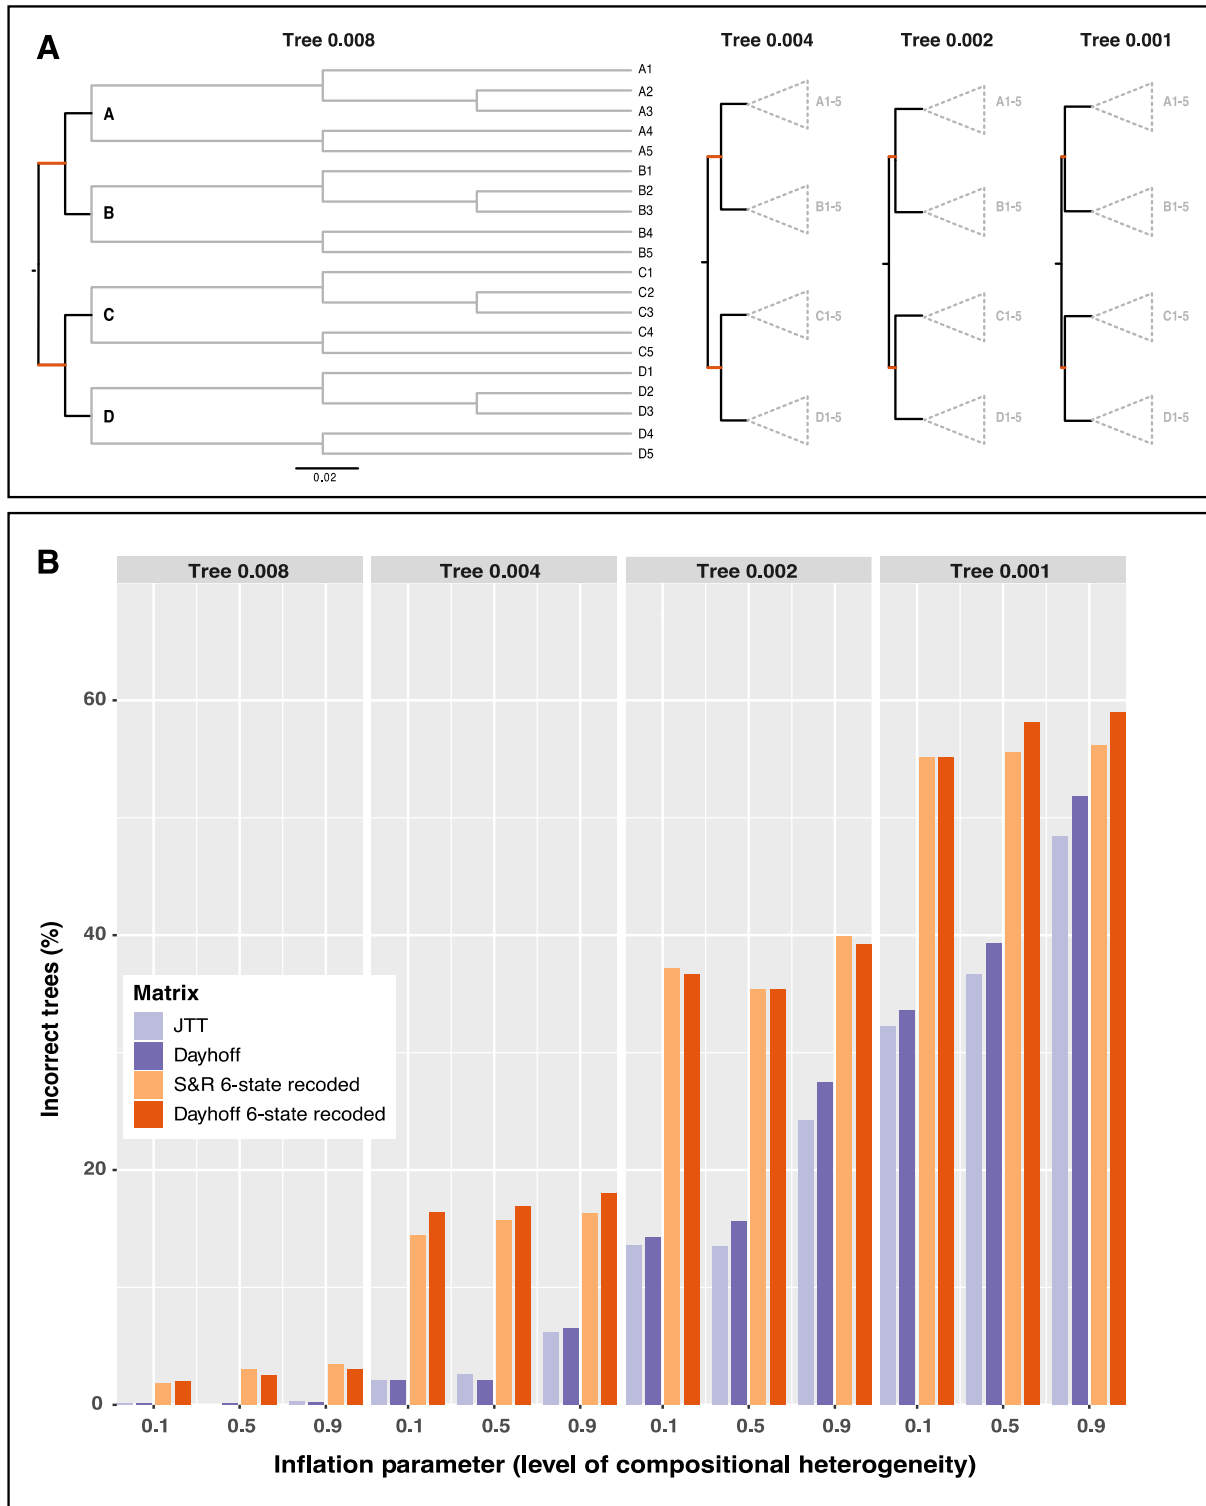 A
Tree 0.008
Tree 0.004
Tree 0.002
Tree 0.001
A
B
C
D
A1
A2
A3
A4
A5
B1
B2
B3
B4
B5
C1
C2
C3
C4
C5
D1
D2
D3
D4
D5
0.02
A1-5
B1-5
C1-5
D1-5
A1-5
B1-5
C1-5
D1-5
A1-5
B1-5
C1-5
D1-5
B
Tree 0.008
Tree 0.004
Tree 0.002
Tree 0.001
Incorrect trees (%)
60
40
20
0
Matrix
JTT
Dayhoff
S&R 6-state recoded
Dayhoff 6-state recoded
0.1 0.5 0.9 0.1 0.5 0.9 0.1 0.5 0.9 0.1 0.5 0.9
Inflation parameter (level of compositional heterogeneity)